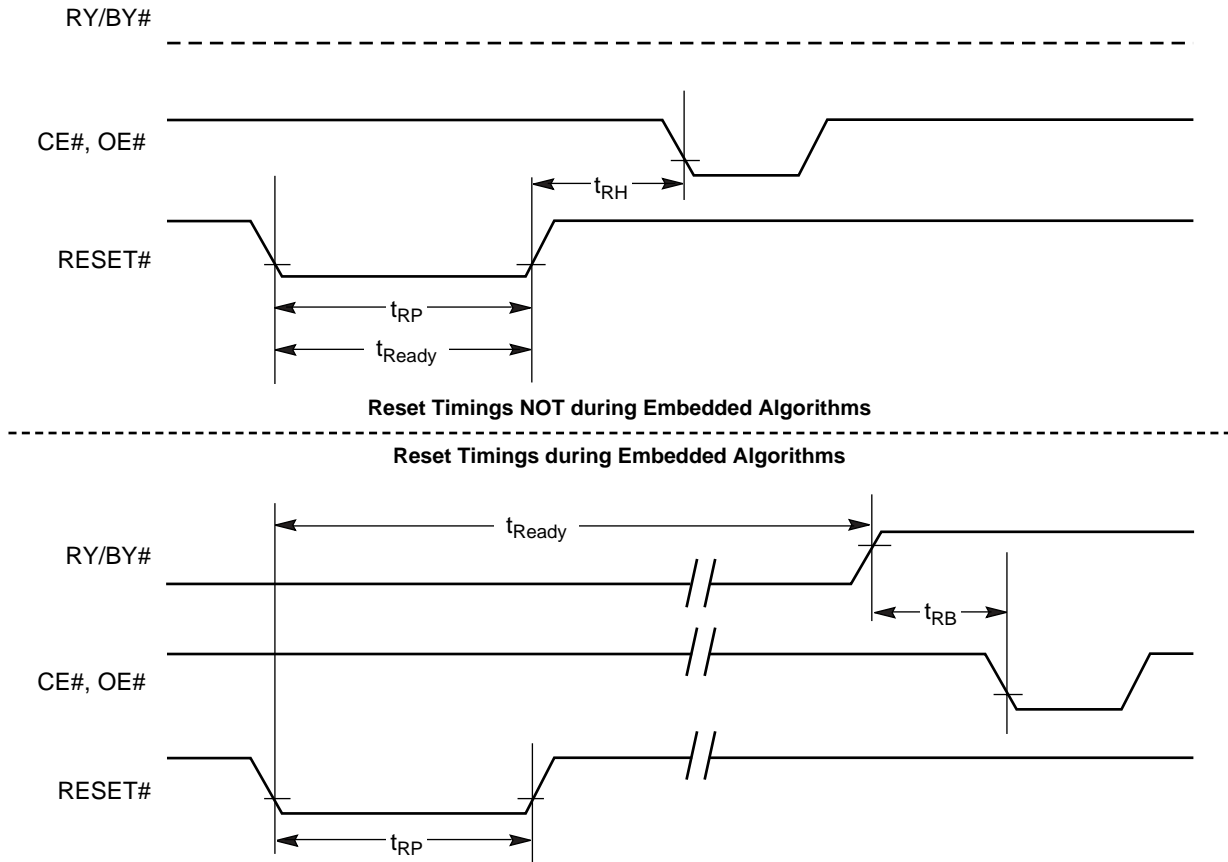 RY/BY#
CE#, OE#
tRH
RESET#
tRP
tReady
Reset Timings NOT during Embedded Algorithms
Reset Timings during Embedded Algorithms
tReady
RY/BY#
tRB
CE#, OE#
RESET#
tRP